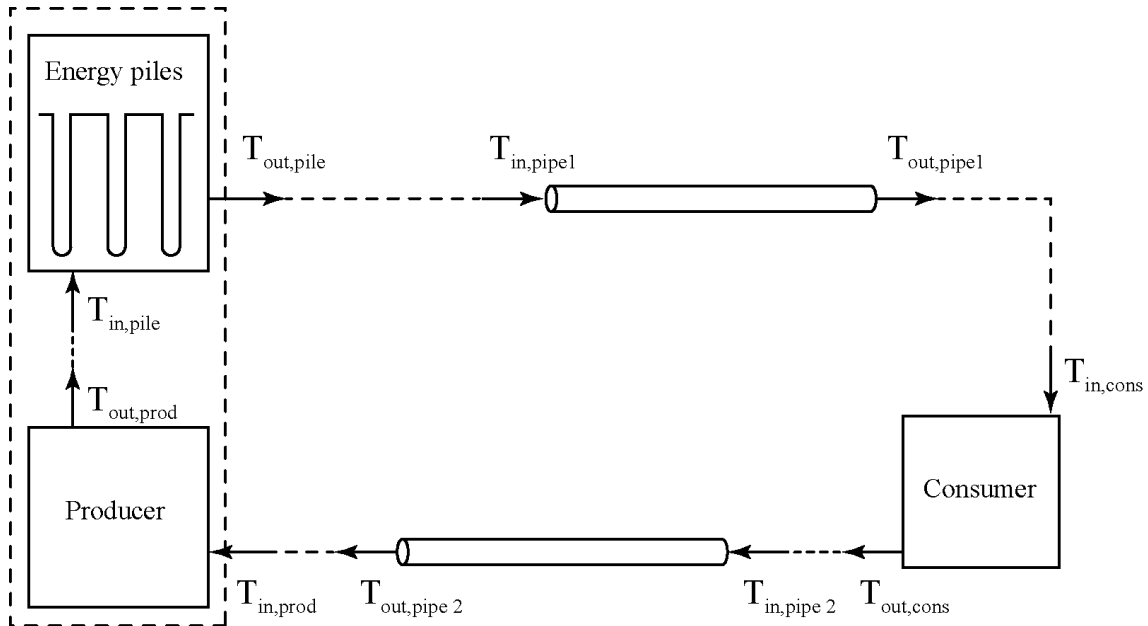 Energy piles
T_out,pile
T_in,pipe1
T_out,pipe1
T_in,pile
T_in,cons
T_out,prod
Producer
Consumer
T_in,prod
T_out,pipe 2
T_in,pipe 2
T_out,cons